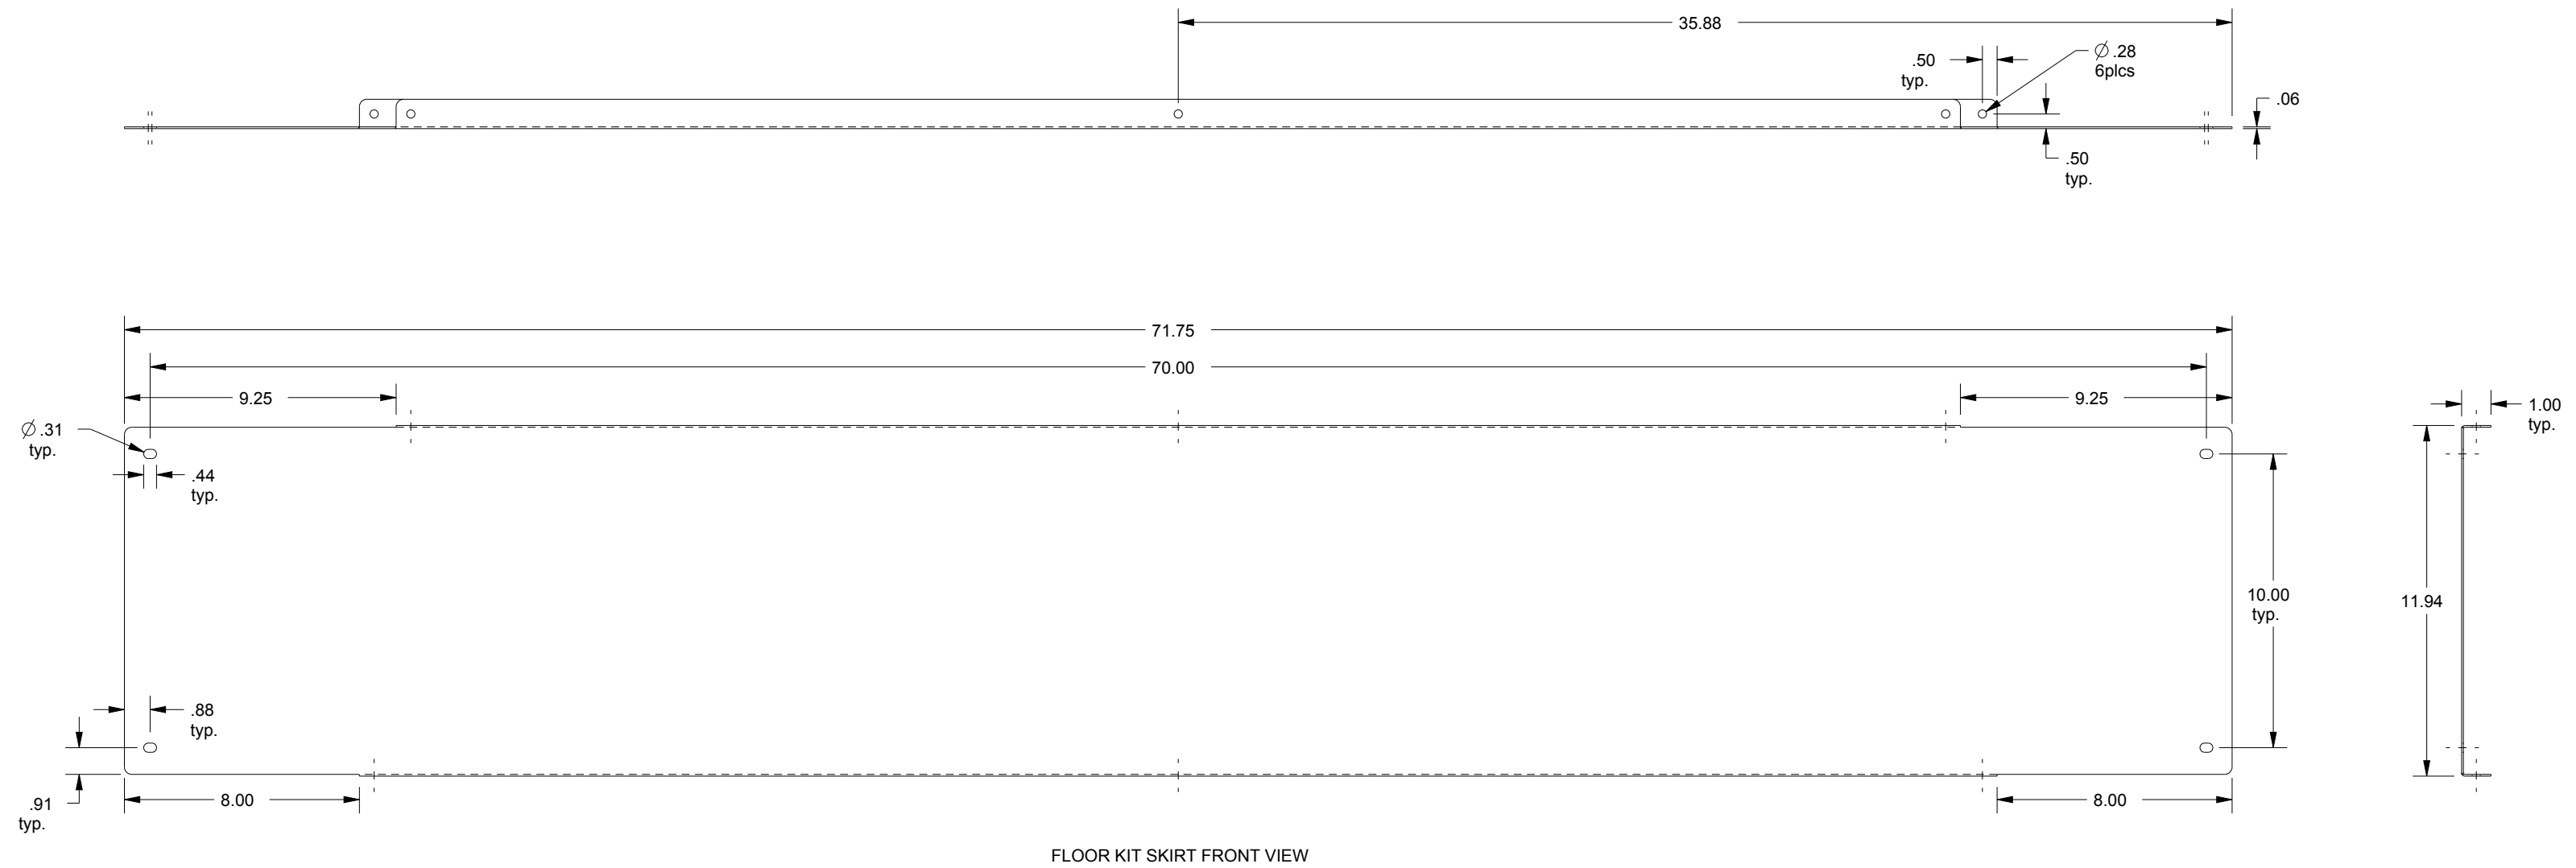 35.88
.50
typ.
Ø .28
6plcs
.06
.50
typ.
71.75
70.00
9.25
9.25
1.00
typ.
Ø .31
typ.
.44
typ.
10.00
typ.
11.94
.88
typ.
.91
typ.
8.00
8.00
FLOOR KIT SKIRT FRONT VIEW